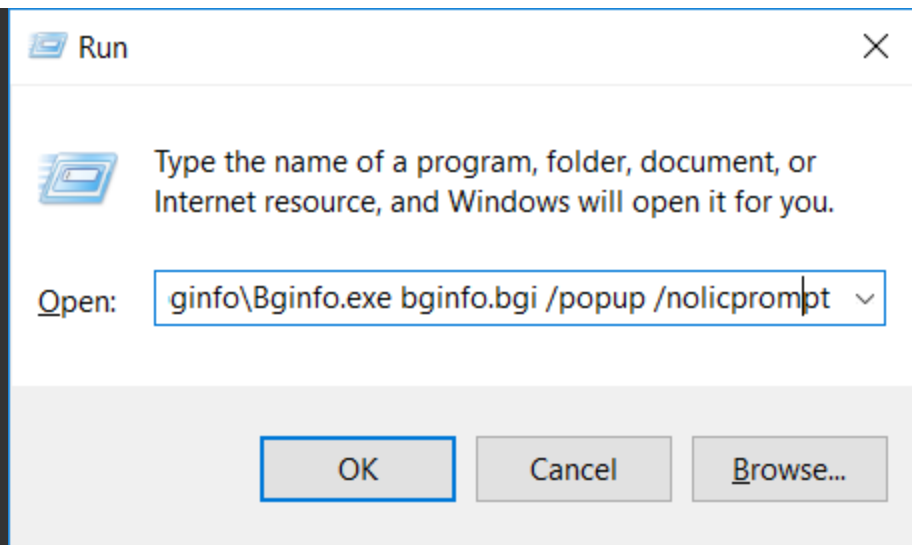 Run
Type the name of a program, folder, document, or
Internet resource, and Windows will open it for you.
Open: ginfo\Bginfo.exe bginfo.bgi /popup /nolicprompt
OK Cancel Browse...